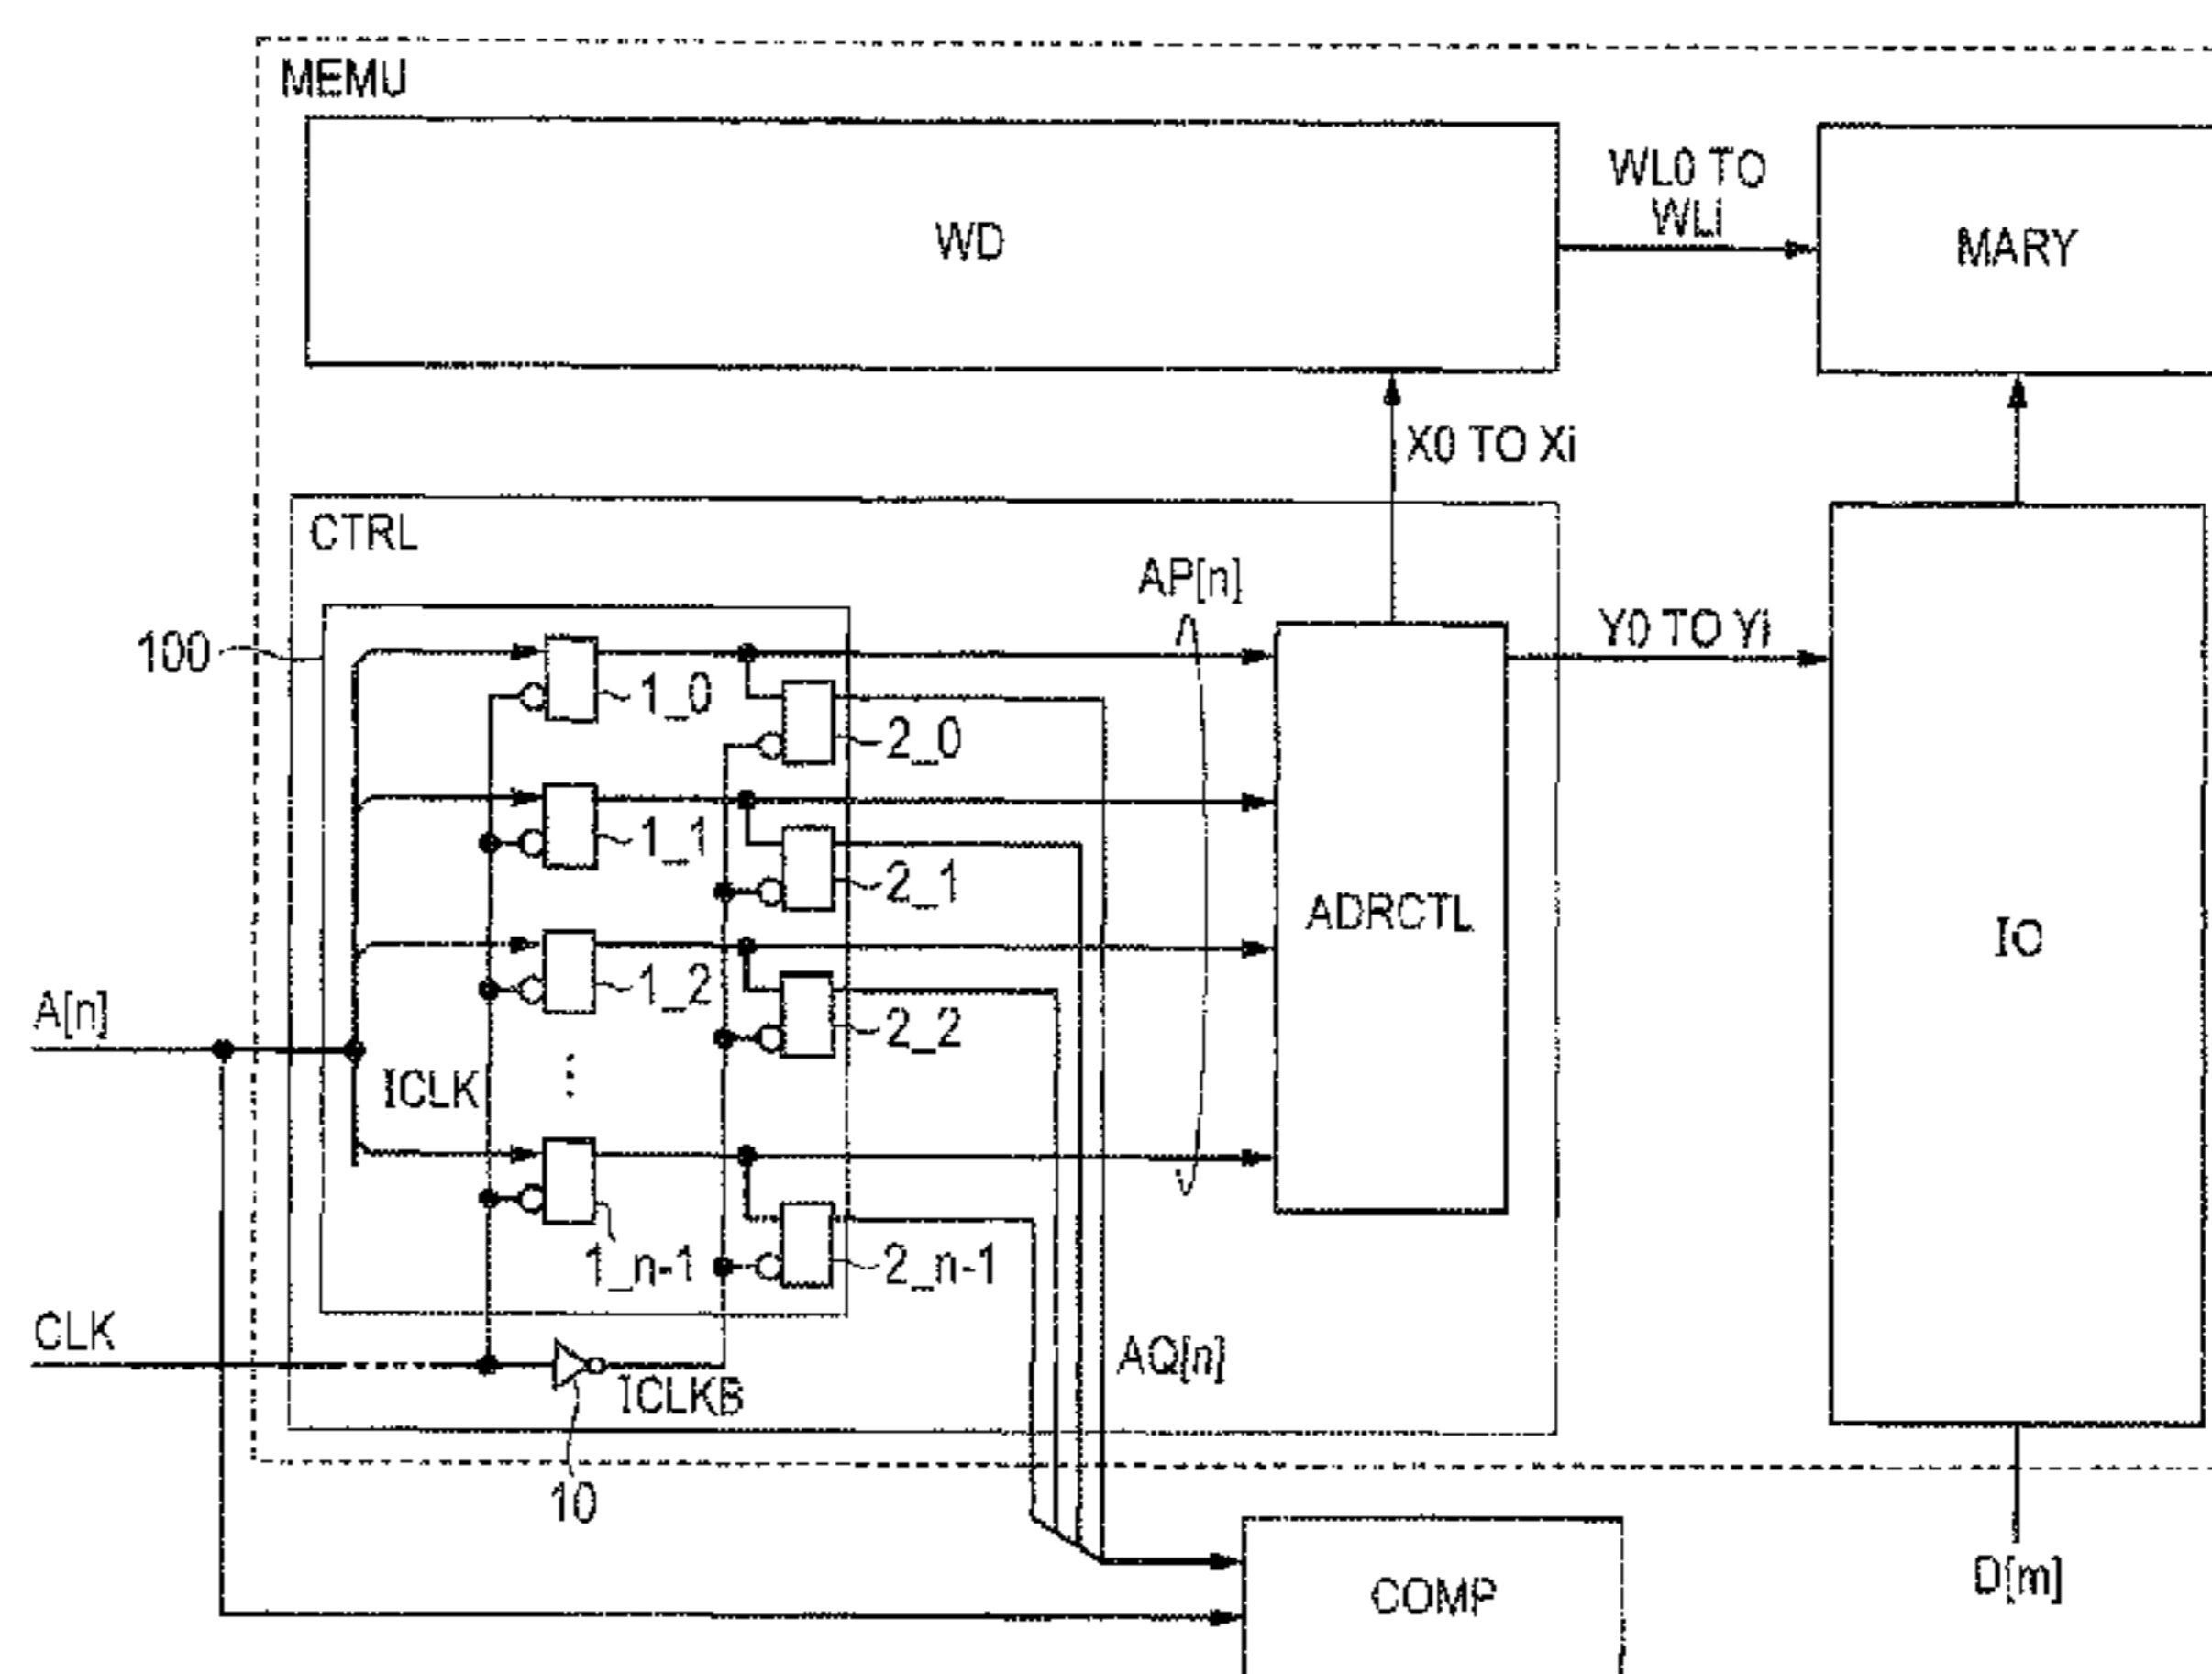 MEMU
WD
WL0 TO
WLi
MARY
X0 TO Xi
CTRL
AP[n]
100
Y0 TO Yi
1_0
2_0
1_1
2_1
ADRCTL
IO
1_2
2_2
A[n]
ICLK
1_n-1
2_n-1
CLK
ICLKB
AQ[n]
10
COMP
D[m]